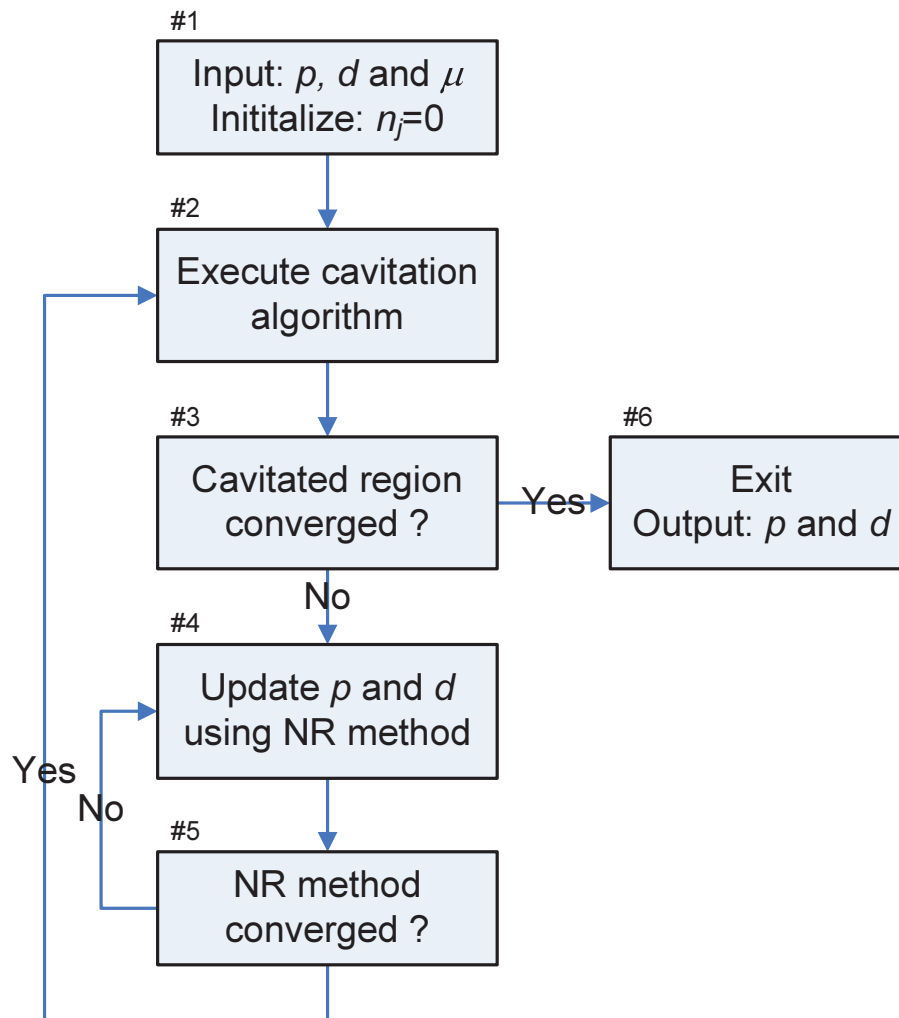 #1
Input: p, d and μ
Inititalize: nj=0
#2
Execute cavitation
algorithm
#3
Cavitated region
converged ?
Yes
#6
Exit
Output: p and d
No
#4
Update p and d
using NR method
Yes
No
#5
NR method
converged ?